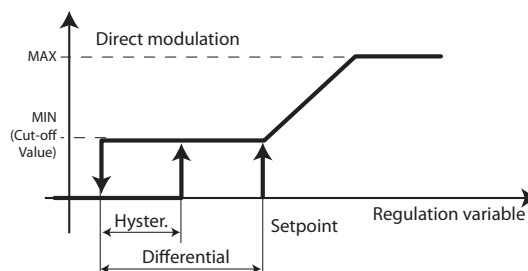 Direct modulation
MAX
MIN
(Cut-off
Value)
Regulation variable
Hyster.
Setpoint
Differential